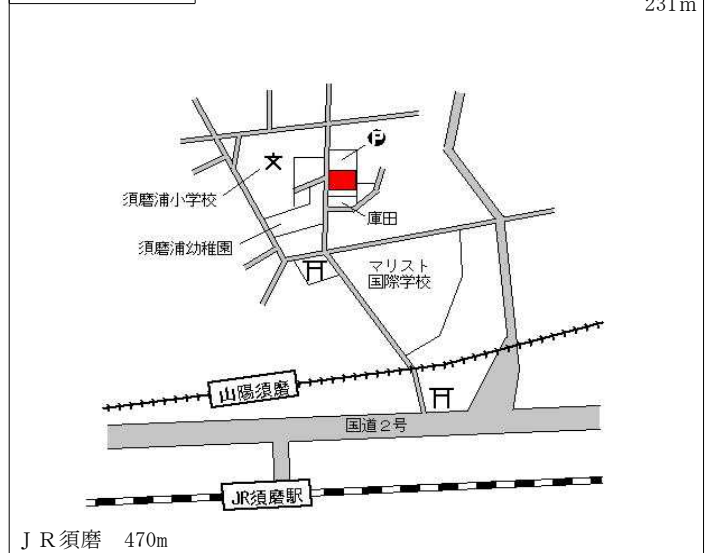 231m
P
文
須磨浦小学校
庫田
須磨浦幼稚園
マリスト
国際学校
山陽須磨
国道2号
JR須磨駅
ＪＲ須磨　470m